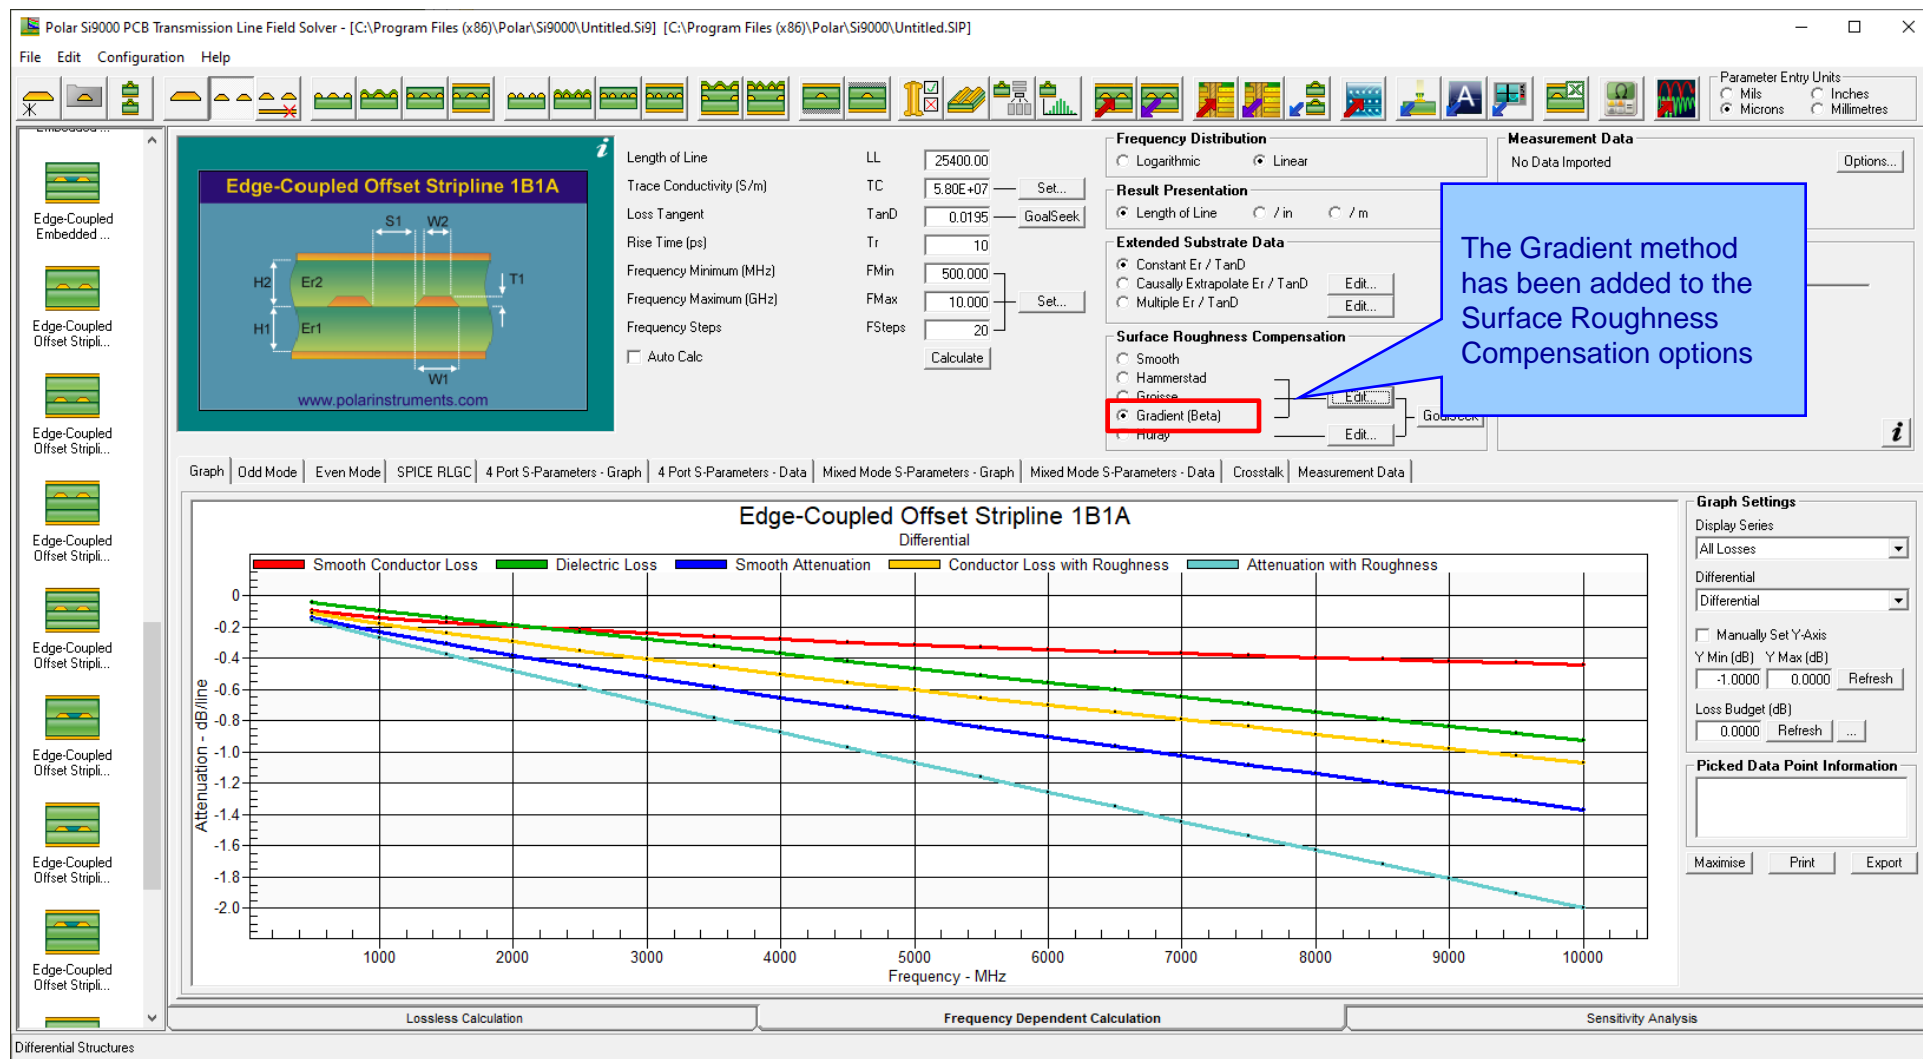 Polar Si9000 PCB Transmission Line Field Solver - [C:\Program Files (x86)\Polar\Si9000\Untitled.Si9] [C:\Program Files (x86)\Polar\Si9000\Untitled.SIP]
File Edit Configuration Help
Parameter Entry Units
Mils Inches
Microns Millimetres
Edge-Coupled
Embedded ...
Edge-Coupled
Offset Stripli...
Edge-Coupled
Offset Stripli...
Edge-Coupled
Offset Stripli...
Edge-Coupled
Offset Stripli...
Edge-Coupled
Offset Stripli...
Edge-Coupled
Offset Stripli...
Edge-Coupled
Offset Stripli...
Edge-Coupled Offset Stripline 1B1A
S1 W2
H2 Er2 T1
H1 Er1
W1
www.polarinstruments.com
Length of Line LL 25400.00
Trace Conductivity (S/m) TC 5.80E+07 Set...
Loss Tangent TanD 0.0195 GoalSeek
Rise Time (ps) Tr 10
Frequency Minimum (MHz) FMin 500.000
Frequency Maximum (GHz) FMax 10.000 Set...
Frequency Steps FSteps 20
Auto Calc Calculate
Frequency Distribution
Logarithmic Linear
Result Presentation
Length of Line / in / m
Extended Substrate Data
Constant Er / TanD
Causally Extrapolate Er / TanD Edit...
Multiple Er / TanD Edit...
Surface Roughness Compensation
Smooth
Hammerstad
Groisse Edit...
Gradient (Beta) GoalSeek
Huray Edit...
Measurement Data
No Data Imported Options...
The Gradient method
has been added to the
Surface Roughness
Compensation options
Graph Odd Mode Even Mode SPICE RLGC 4 Port S-Parameters - Graph 4 Port S-Parameters - Data Mixed Mode S-Parameters - Graph Mixed Mode S-Parameters - Data Crosstalk Measurement Data
Edge-Coupled Offset Stripline 1B1A
Differential
Smooth Conductor Loss Dielectric Loss Smooth Attenuation Conductor Loss with Roughness Attenuation with Roughness
0
-0.2
-0.4
-0.6
-0.8
-1.0
-1.2
-1.4
-1.6
-1.8
-2.0
Attenuation - dB/line
1000 2000 3000 4000 5000 6000 7000 8000 9000 10000
Frequency - MHz
Graph Settings
Display Series
All Losses
Differential
Differential
Manually Set Y-Axis
Y Min (dB) Y Max (dB)
-1.0000 0.0000 Refresh
Loss Budget (dB)
0.0000 Refresh ...
Picked Data Point Information
Maximise Print Export
Lossless Calculation Frequency Dependent Calculation Sensitivity Analysis
Differential Structures